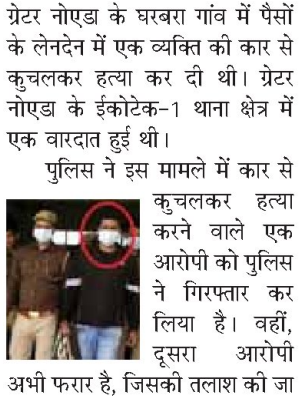 ग्रेटर नोएडा के घरबरा गांव में पैसों
के लेनदेन में एक व्यक्ति की कार से
कुचलकर हत्या कर दी थी। ग्रेटर
नोएडा के ईकोटेक-1 थाना क्षेत्र में
एक वारदात हुई थी।
पुलिस ने इस मामले में कार से
कुचलकर हत्या
करने वाले एक
आरोपी को पुलिस
ने गिरफ्तार कर
लिया है। वहीं,
दूसरा आरोपी
अभी फरार है, जिसकी तलाश की जा